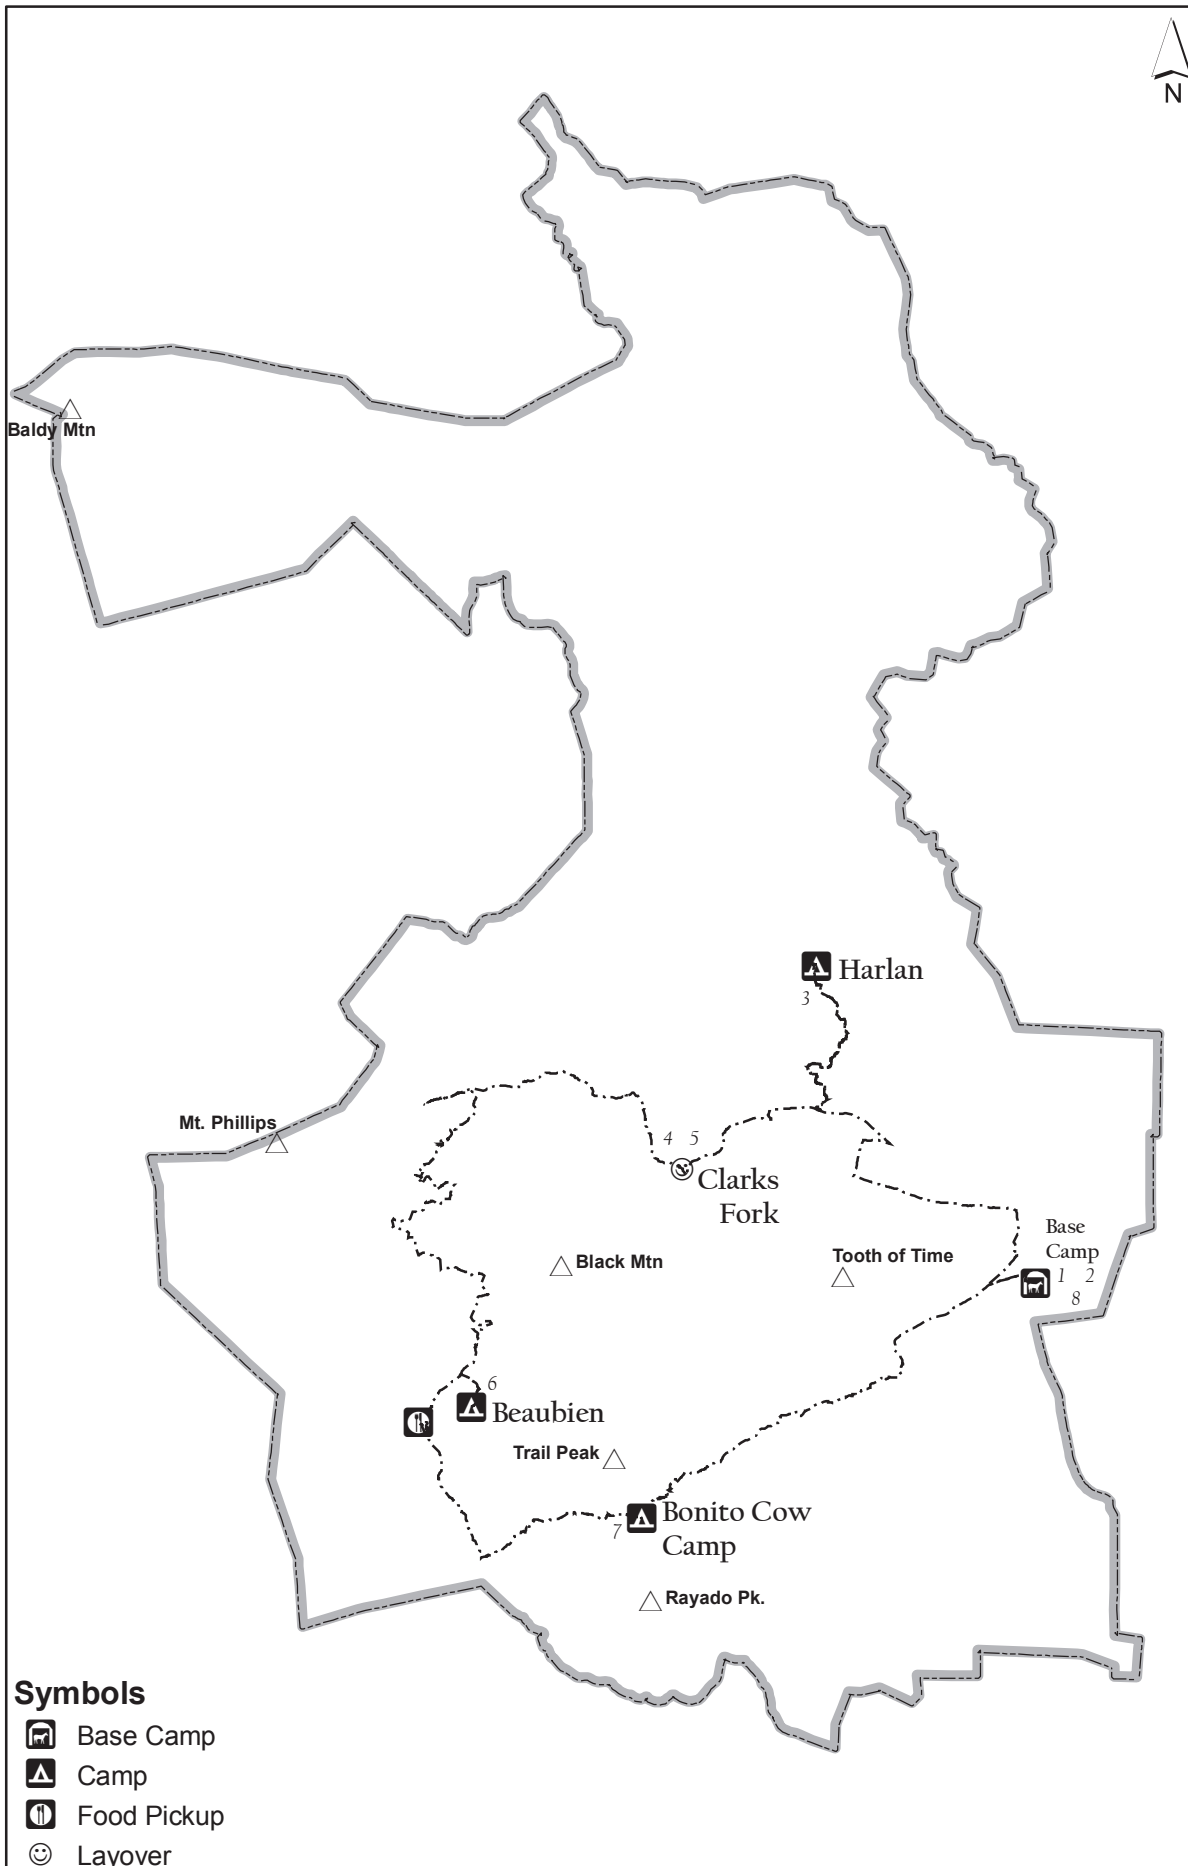 N
Baldy Mtn
Harlan
3
Mt. Phillips
4 5
Clarks
Fork
Base
Camp
1 2
8
Black Mtn
Tooth of Time
6
Beaubien
Trail Peak
Bonito Cow
Camp
7
Rayado Pk.
Symbols
Base Camp
Camp
Food Pickup
Layover